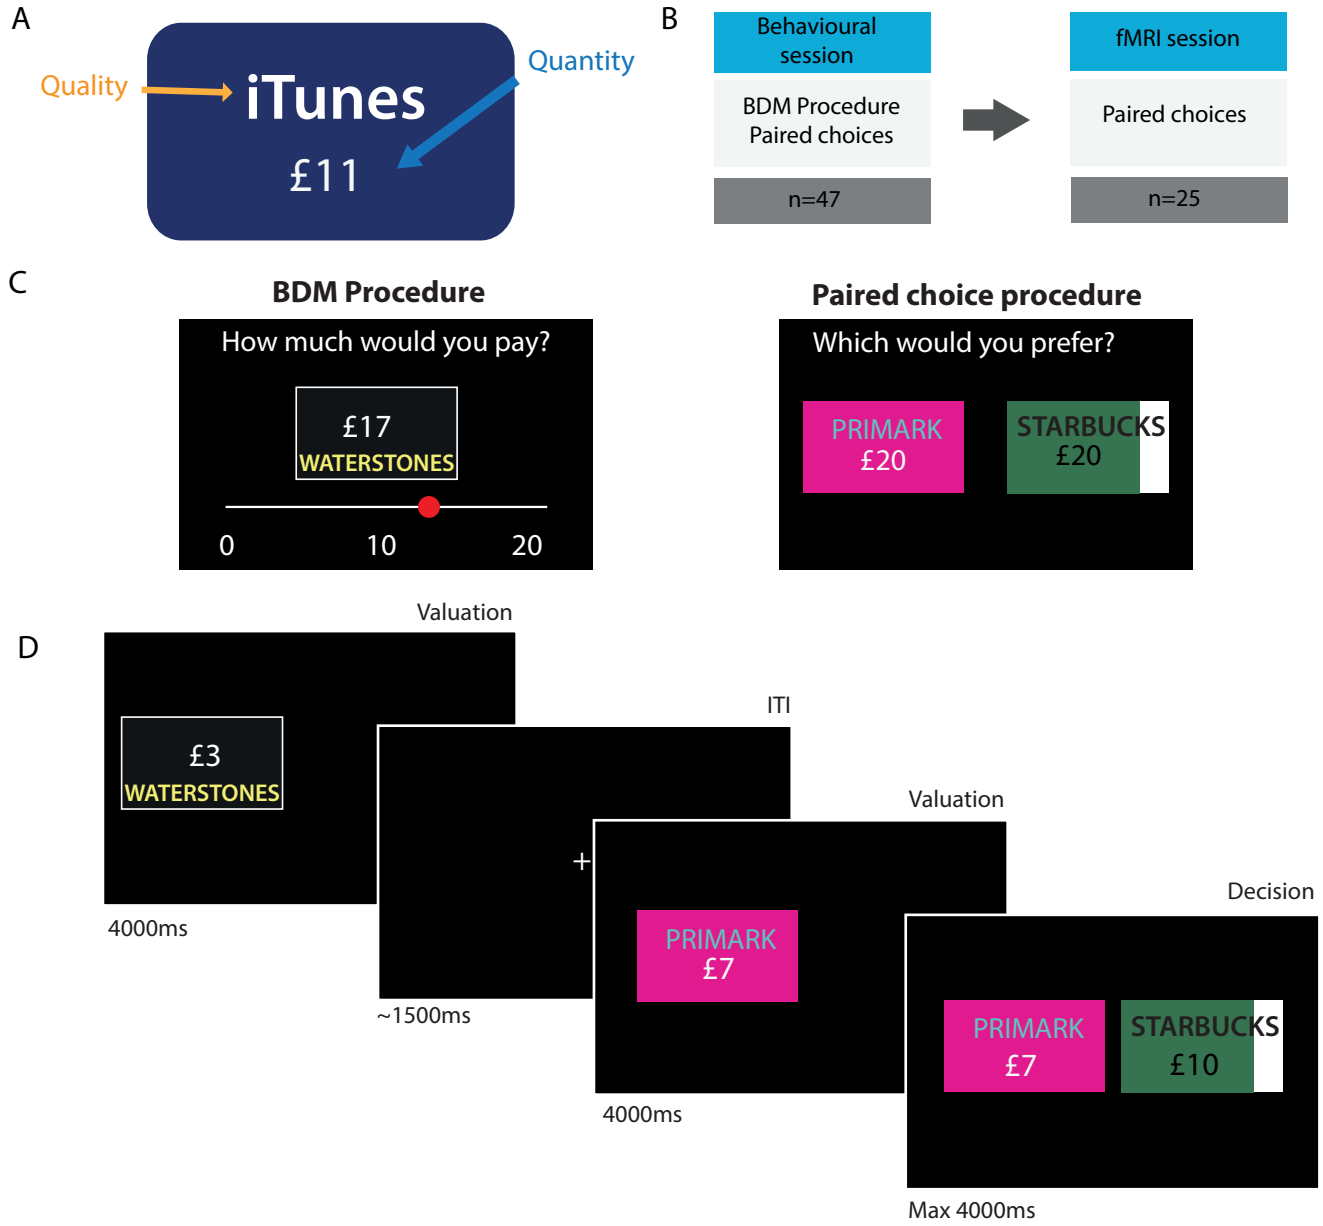 A
Quality
Quantity
iTunes
£11
B
Behavioural
session
BDM Procedure
Paired choices
n=47
fMRI session
Paired choices
n=25
C
BDM Procedure
How much would you pay?
£17
WATERSTONES
0 10 20
Paired choice procedure
Which would you prefer?
PRIMARK
£20
STARBUCKS
£20
D
Valuation
£3
WATERSTONES
4000ms
ITI
+
~1500ms
Valuation
PRIMARK
£7
4000ms
Decision
PRIMARK
£7
STARBUCKS
£10
Max 4000ms